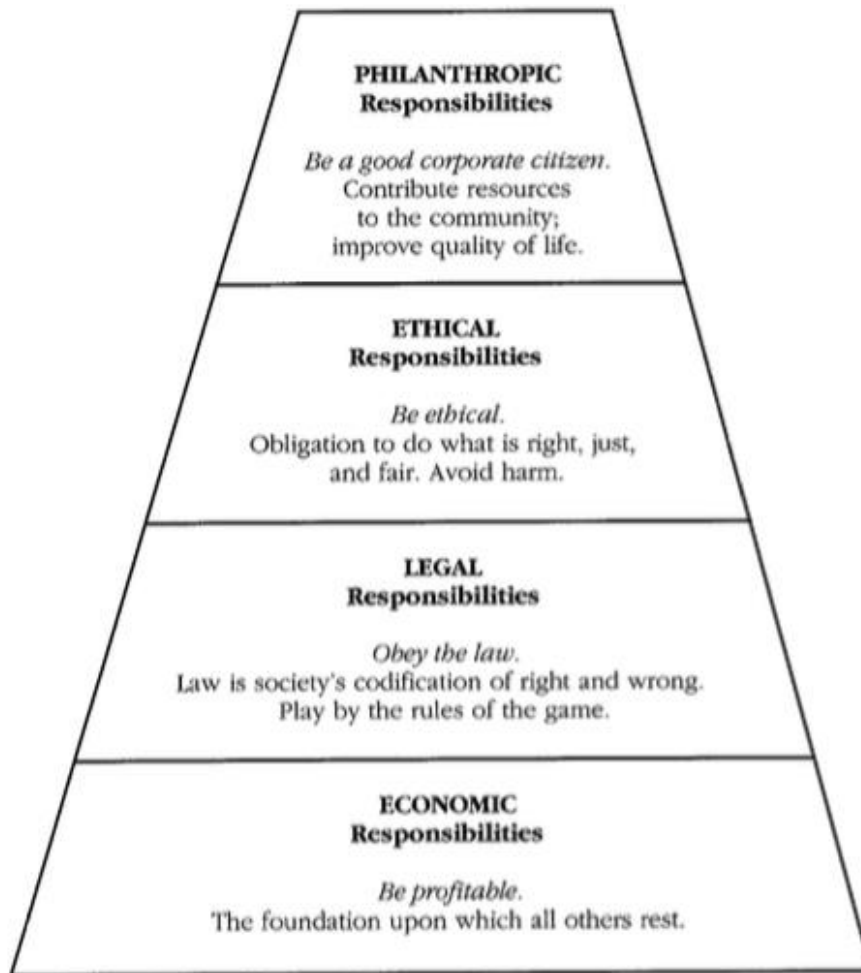 PHILANTHROPIC
Responsibilities
Be a good corporate citizen.
Contribute resources
to the community;
improve quality of life.
ETHICAL
Responsibilities
Be ethical.
Obligation to do what is right, just,
and fair. Avoid harm.
LEGAL
Responsibilities
Obey the law.
Law is society's codification of right and wrong.
Play by the rules of the game.
ECONOMIC
Responsibilities
Be profitable.
The foundation upon which all others rest.